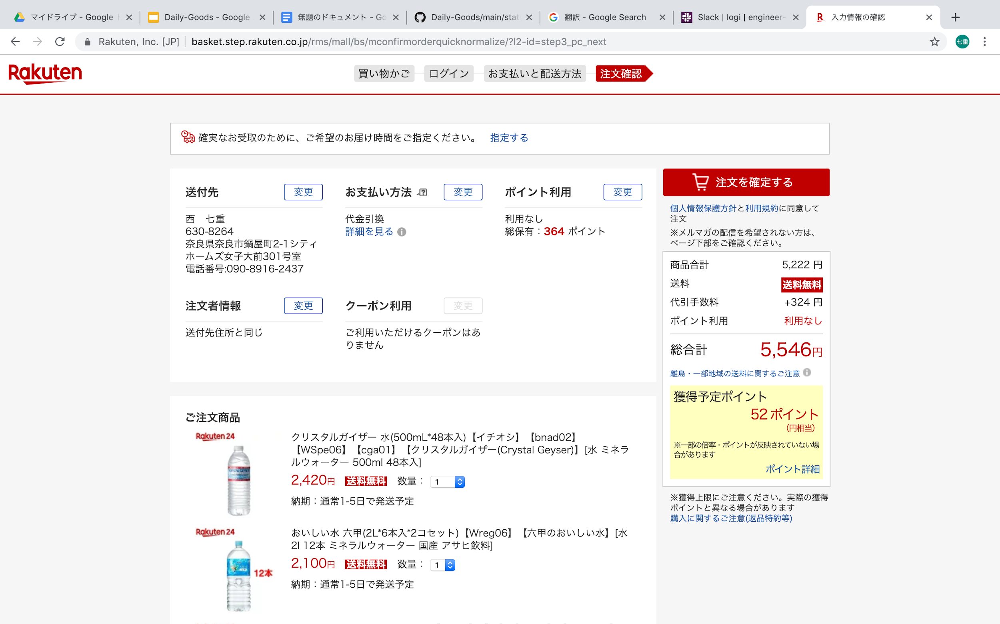 マイドライブ - Google
Daily-Goods - Google
無題のドキュメント - Go
Daily-Goods/main/stat
翻訳 - Google Search
Slack | logi | engineer-
入力情報の確認
Rakuten, Inc. [JP]
basket.step.rakuten.co.jp/rms/mall/bs/mconfirmorderquicknormalize/?l2-id=step3_pc_next
七重
Rakuten
買い物かご
ログイン
お支払いと配送方法
注文確認
確実なお受取のために、ご希望のお届け時間をご指定ください。 指定する
送付先
変更
西 七重
630-8264
奈良県奈良市鍋屋町2-1シティ
ホームズ女子大前301号室
電話番号:090-8916-2437
お支払い方法
変更
代金引換
詳細を見る
ポイント利用
変更
利用なし
総保有：364 ポイント
注文者情報
変更
送付先住所と同じ
クーポン利用
変更
ご利用いただけるクーポンはあ
りません
注文を確定する
個人情報保護方針と利用規約に同意して
注文
※メルマガの配信を希望されない方は、
ページ下部をご確認ください。
商品合計 5,222 円
送料 送料無料
代引手数料 +324 円
ポイント利用 利用なし
総合計 5,546円
離島・一部地域の送料に関するご注意
獲得予定ポイント
52ポイント
(円相当)
※一部の倍率・ポイントが反映されていない場
合があります
ポイント詳細
※獲得上限にご注意ください。実際の獲得
ポイントと異なる場合があります
購入に関するご注意(返品特約等)
ご注文商品
Rakuten 24
CRYSTAL GEYSER
クリスタルガイザー 水(500mL*48本入)【イチオシ】【bnad02】
【WSpe06】【cga01】【クリスタルガイザー(Crystal Geyser)】[水 ミネラ
ルウォーター 500ml 48本入]
2,420円 送料無料 数量： 1
納期：通常1-5日で発送予定
Rakuten 24
12本
おいしい水 六甲(2L*6本入*2コセット)【Wreg06】【六甲のおいしい水】[水
2l 12本 ミネラルウォーター 国産 アサヒ飲料]
2,100円 送料無料 数量： 1
納期：通常1-5日で発送予定